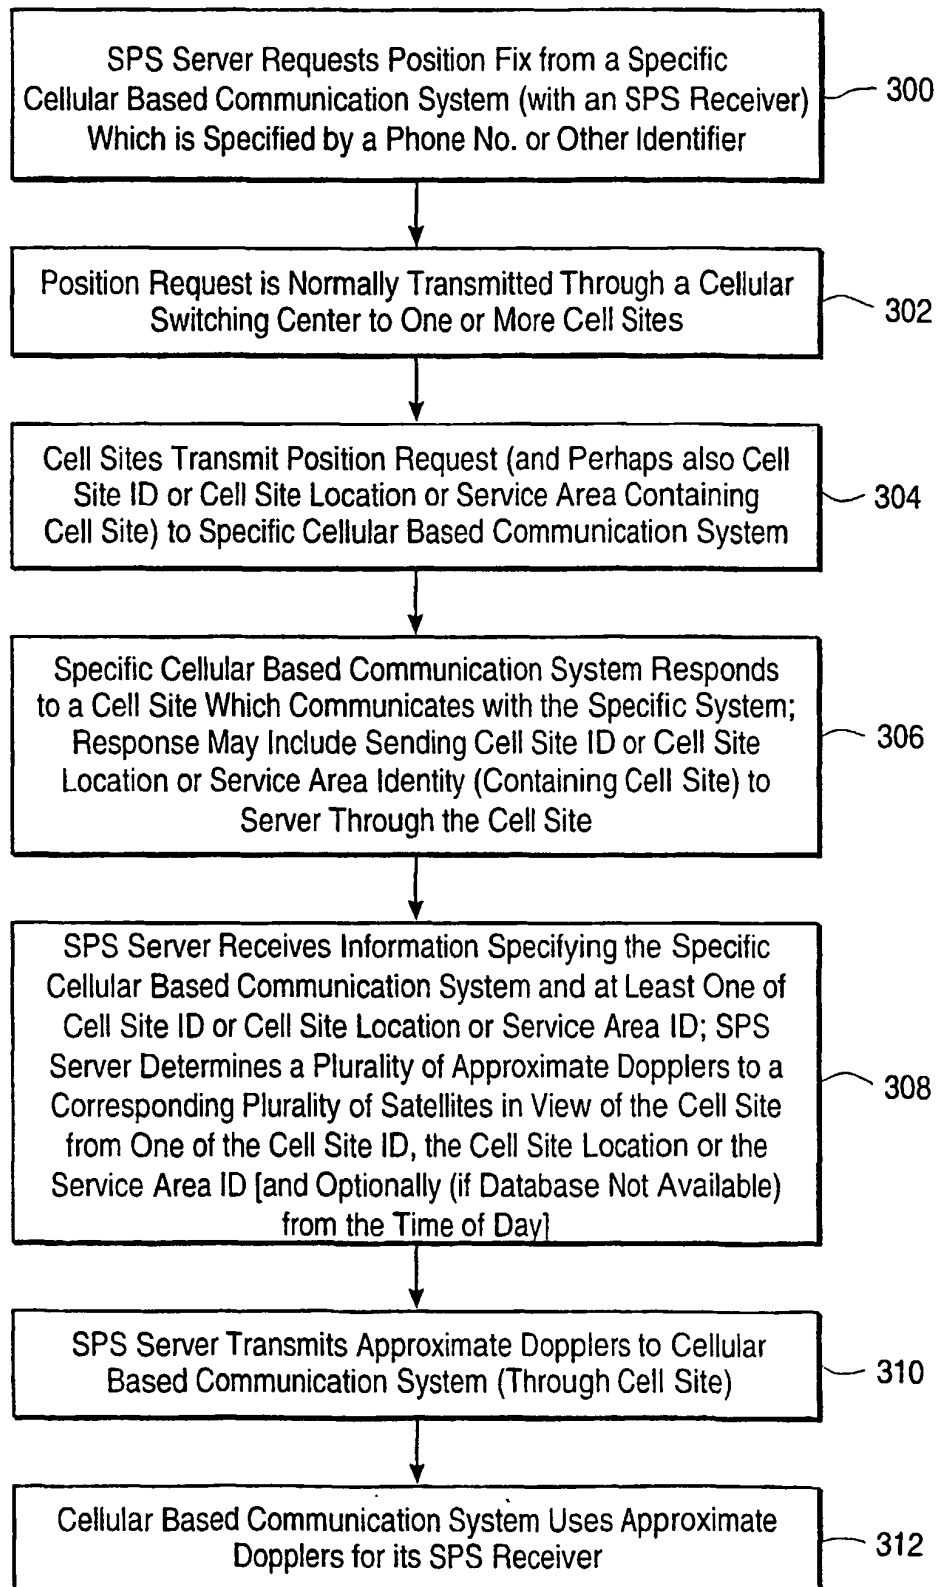 SPS Server Requests Position Fix from a Specific
Cellular Based Communication System (with an SPS Receiver)
Which is Specified by a Phone No. or Other Identifier
300
Position Request is Normally Transmitted Through a Cellular
Switching Center to One or More Cell Sites
302
Cell Sites Transmit Position Request (and Perhaps also Cell
Site ID or Cell Site Location or Service Area Containing
Cell Site) to Specific Cellular Based Communication System
304
Specific Cellular Based Communication System Responds
to a Cell Site Which Communicates with the Specific System;
Response May Include Sending Cell Site ID or Cell Site
Location or Service Area Identity (Containing Cell Site) to
Server Through the Cell Site
306
SPS Server Receives Information Specifying the Specific
Cellular Based Communication System and at Least One of
Cell Site ID or Cell Site Location or Service Area ID; SPS
Server Determines a Plurality of Approximate Dopplers to a
Corresponding Plurality of Satellites in View of the Cell Site
from One of the Cell Site ID, the Cell Site Location or the
Service Area ID [and Optionally (if Database Not Available)
from the Time of Day]
308
SPS Server Transmits Approximate Dopplers to Cellular
Based Communication System (Through Cell Site)
310
Cellular Based Communication System Uses Approximate
Dopplers for its SPS Receiver
312